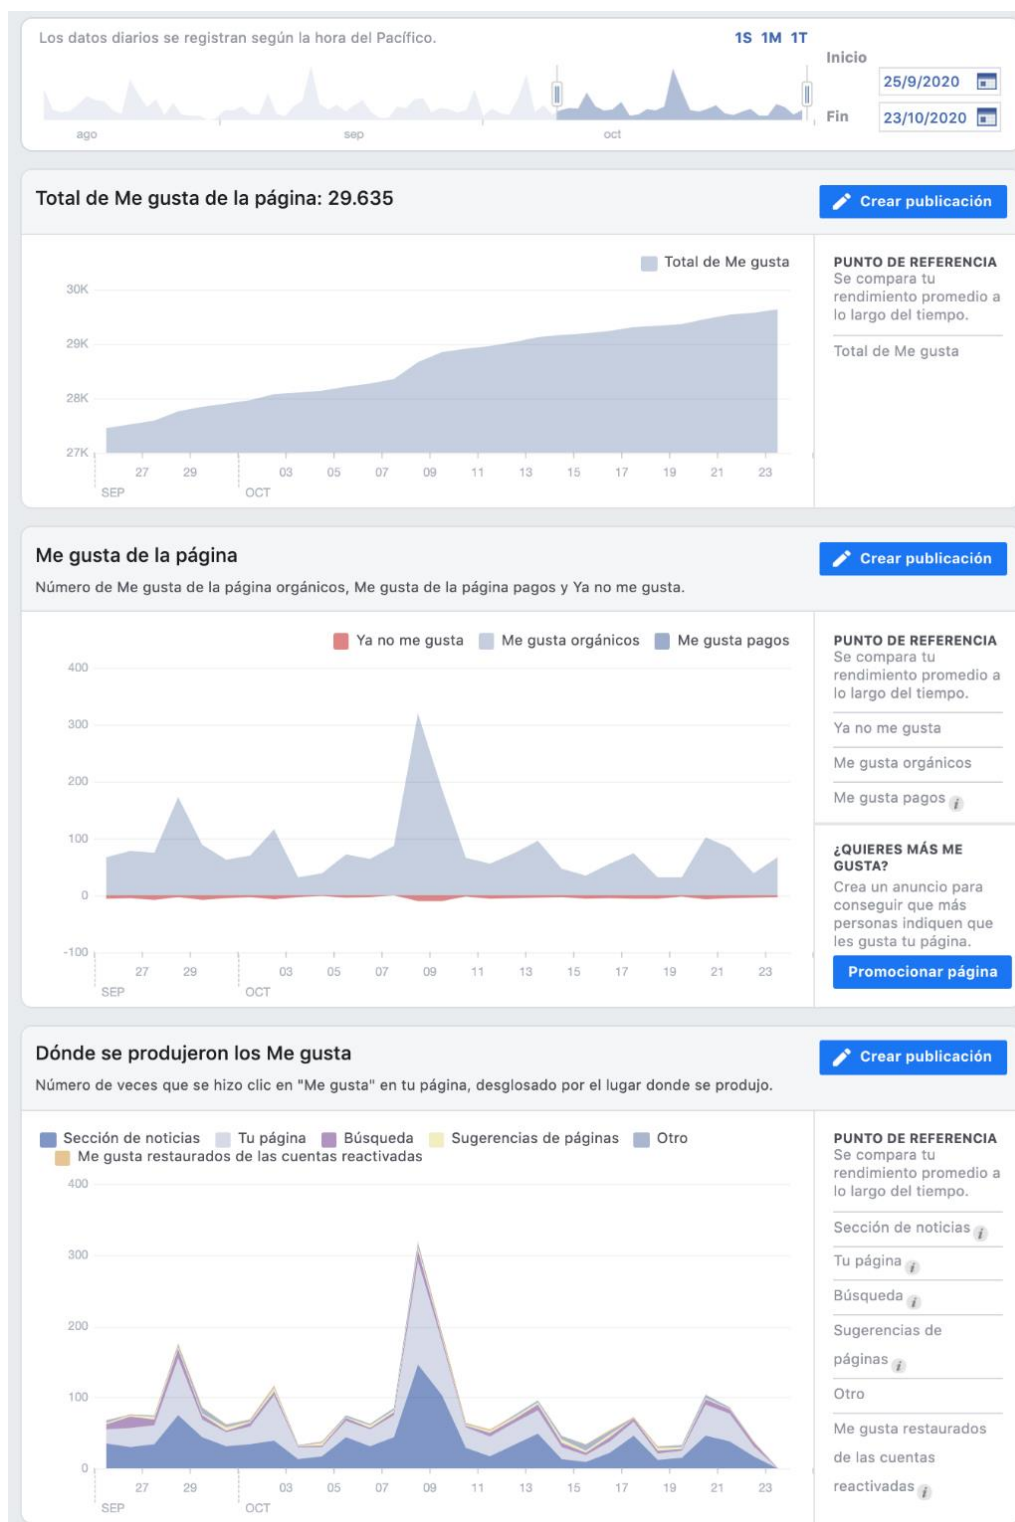 Los datos diarios se registran según la hora del Pacífico.
1S 1M 1T
Inicio
25/9/2020
Fin
23/10/2020
ago sep oct
Total de Me gusta de la página: 29.635
Crear publicación
Total de Me gusta
30K
29K
28K
27K
27 29 03 05 07 09 11 13 15 17 19 21 23
SEP OCT
PUNTO DE REFERENCIA
Se compara tu
rendimiento promedio a
lo largo del tiempo.
Total de Me gusta
Me gusta de la página
Número de Me gusta de la página orgánicos, Me gusta de la página pagos y Ya no me gusta.
Crear publicación
Ya no me gusta Me gusta orgánicos Me gusta pagos
400
300
200
100
0
-100
27 29 03 05 07 09 11 13 15 17 19 21 23
SEP OCT
PUNTO DE REFERENCIA
Se compara tu
rendimiento promedio a
lo largo del tiempo.
Ya no me gusta
Me gusta orgánicos
Me gusta pagos i
¿QUIERES MÁS ME
GUSTA?
Crea un anuncio para
conseguir que más
personas indiquen que
les gusta tu página.
Promocionar página
Dónde se produjeron los Me gusta
Número de veces que se hizo clic en "Me gusta" en tu página, desglosado por el lugar donde se produjo.
Crear publicación
Sección de noticias Tu página Búsqueda Sugerencias de páginas Otro
Me gusta restaurados de las cuentas reactivadas
400
300
200
100
0
27 29 03 05 07 09 11 13 15 17 19 21 23
SEP OCT
PUNTO DE REFERENCIA
Se compara tu
rendimiento promedio a
lo largo del tiempo.
Sección de noticias i
Tu página i
Búsqueda i
Sugerencias de
páginas i
Otro
Me gusta restaurados
de las cuentas
reactivadas i